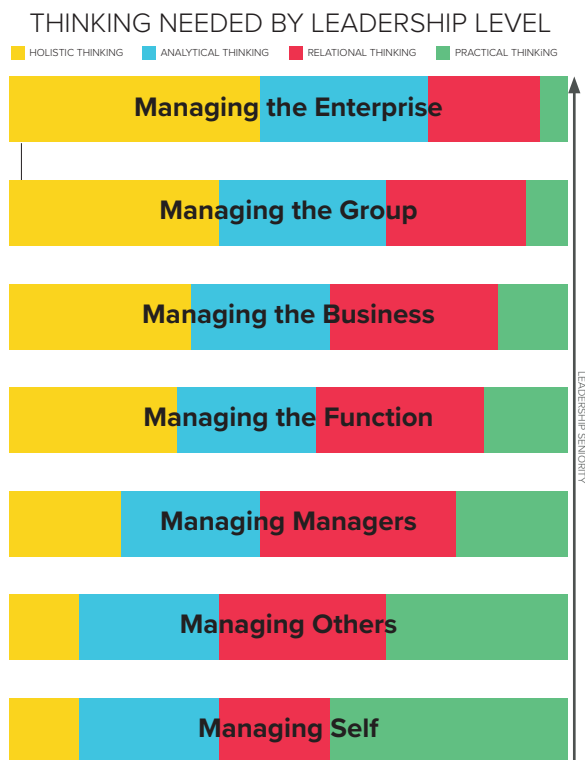 THINKING NEEDED BY LEADERSHIP LEVEL
HOLISTIC THINKING ANALYTICAL THINKING RELATIONAL THINKING PRACTICAL THINKiNG
Managing the Enterprise
Managing the Group
Managing the Business
Managing the Function
Managing Managers
Managing Others
Managing Self
LEADERSHIP SENIORITY